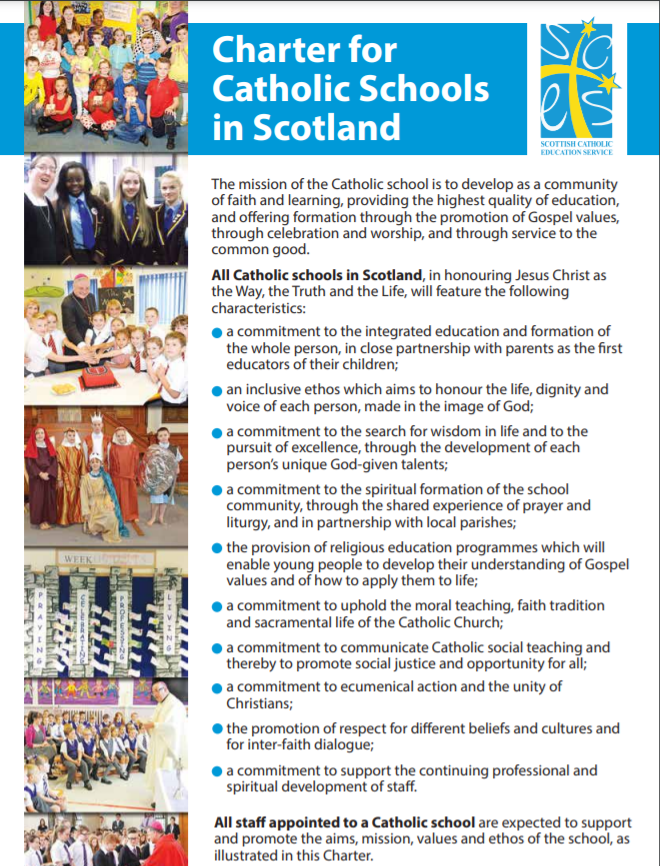 Charter for
Catholic Schools
in Scotland
S C
e S
SCOTTISH CATHOLIC
EDUCATION SERVICE
The mission of the Catholic school is to develop as a community
of faith and learning, providing the highest quality of education,
and offering formation through the promotion of Gospel values,
through celebration and worship, and through service to the
common good.
All Catholic schools in Scotland, in honouring Jesus Christ as
the Way, the Truth and the Life, will feature the following
characteristics:
● a commitment to the integrated education and formation of
the whole person, in close partnership with parents as the first
educators of their children;
● an inclusive ethos which aims to honour the life, dignity and
voice of each person, made in the image of God;
● a commitment to the search for wisdom in life and to the
pursuit of excellence, through the development of each
person's unique God-given talents;
● a commitment to the spiritual formation of the school
community, through the shared experience of prayer and
liturgy, and in partnership with local parishes;
● the provision of religious education programmes which will
enable young people to develop their understanding of Gospel
values and of how to apply them to life;
● a commitment to uphold the moral teaching, faith tradition
and sacramental life of the Catholic Church;
● a commitment to communicate Catholic social teaching and
thereby to promote social justice and opportunity for all;
● a commitment to ecumenical action and the unity of
Christians;
● the promotion of respect for different beliefs and cultures and
for inter-faith dialogue;
● a commitment to support the continuing professional and
spiritual development of staff.
All staff appointed to a Catholic school are expected to support
and promote the aims, mission, values and ethos of the school, as
illustrated in this Charter.
WEEK
PRAYING
CELEBRATING
PROFESSING
LIVING